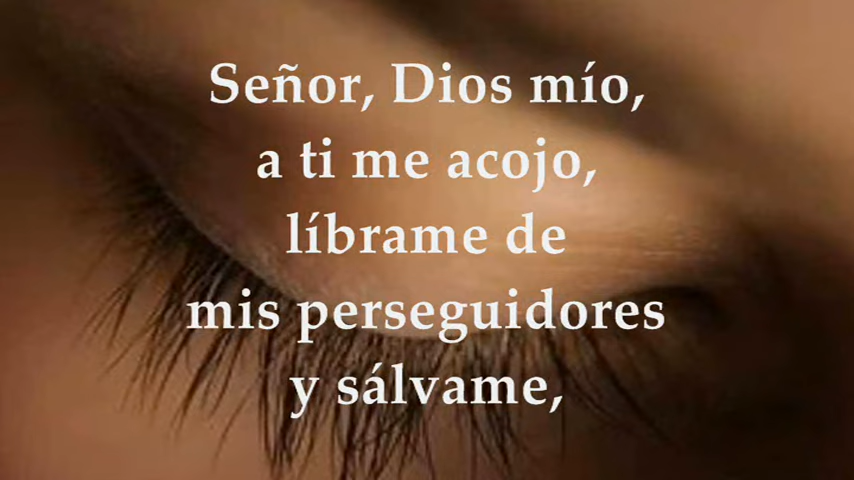 Señor, Dios mío,
a ti me acojo,
líbrame de
mis perseguidores
y sálvame,